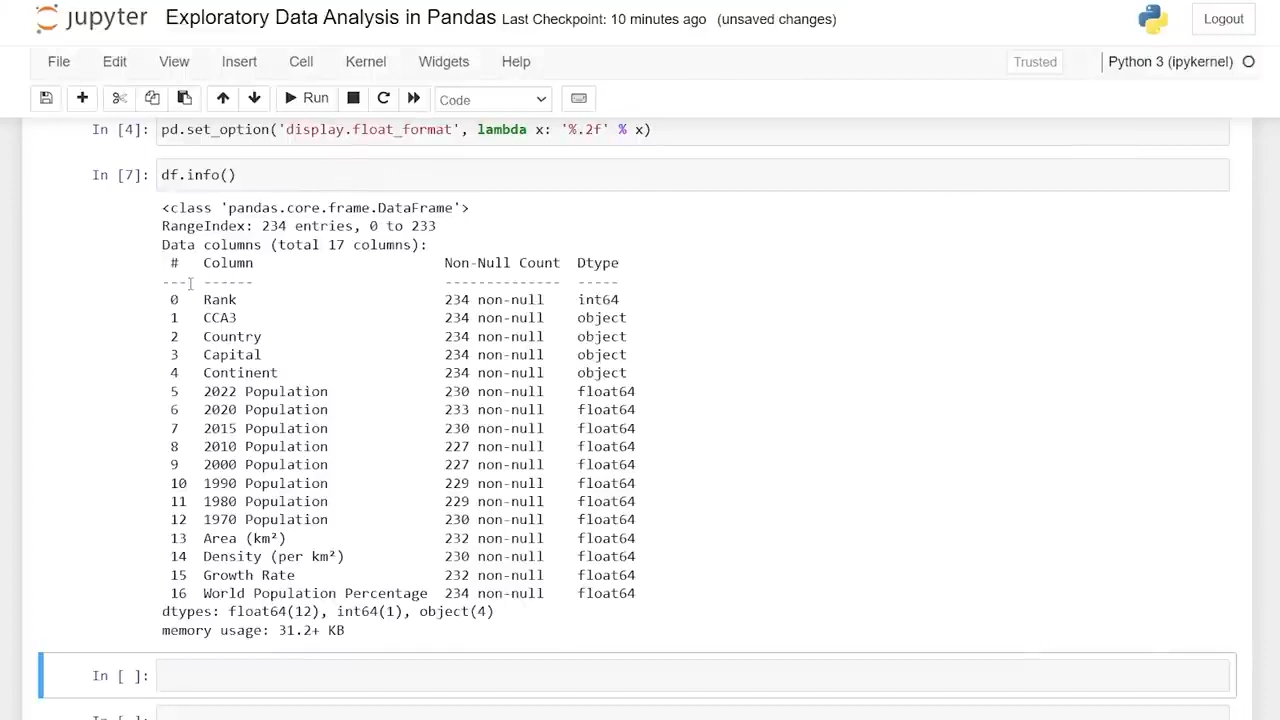 jupyter Exploratory Data Analysis in Pandas Last Checkpoint: 10 minutes ago (unsaved changes) Logout
File Edit View Insert Cell Kernel Widgets Help Trusted Python 3 (ipykernel)
Run Code
In [4]: pd.set_option('display.float_format', lambda x: '%.2f' % x)
In [7]: df.info()
<class 'pandas.core.frame.DataFrame'>
RangeIndex: 234 entries, 0 to 233
Data columns (total 17 columns):
# Column Non-Null Count Dtype
--- ------ -------------- -----
0 Rank 234 non-null int64
1 CCA3 234 non-null object
2 Country 234 non-null object
3 Capital 234 non-null object
4 Continent 234 non-null object
5 2022 Population 230 non-null float64
6 2020 Population 233 non-null float64
7 2015 Population 230 non-null float64
8 2010 Population 227 non-null float64
9 2000 Population 227 non-null float64
10 1990 Population 229 non-null float64
11 1980 Population 229 non-null float64
12 1970 Population 230 non-null float64
13 Area (km²) 232 non-null float64
14 Density (per km²) 230 non-null float64
15 Growth Rate 232 non-null float64
16 World Population Percentage 234 non-null float64
dtypes: float64(12), int64(1), object(4)
memory usage: 31.2+ KB
In [ ]: